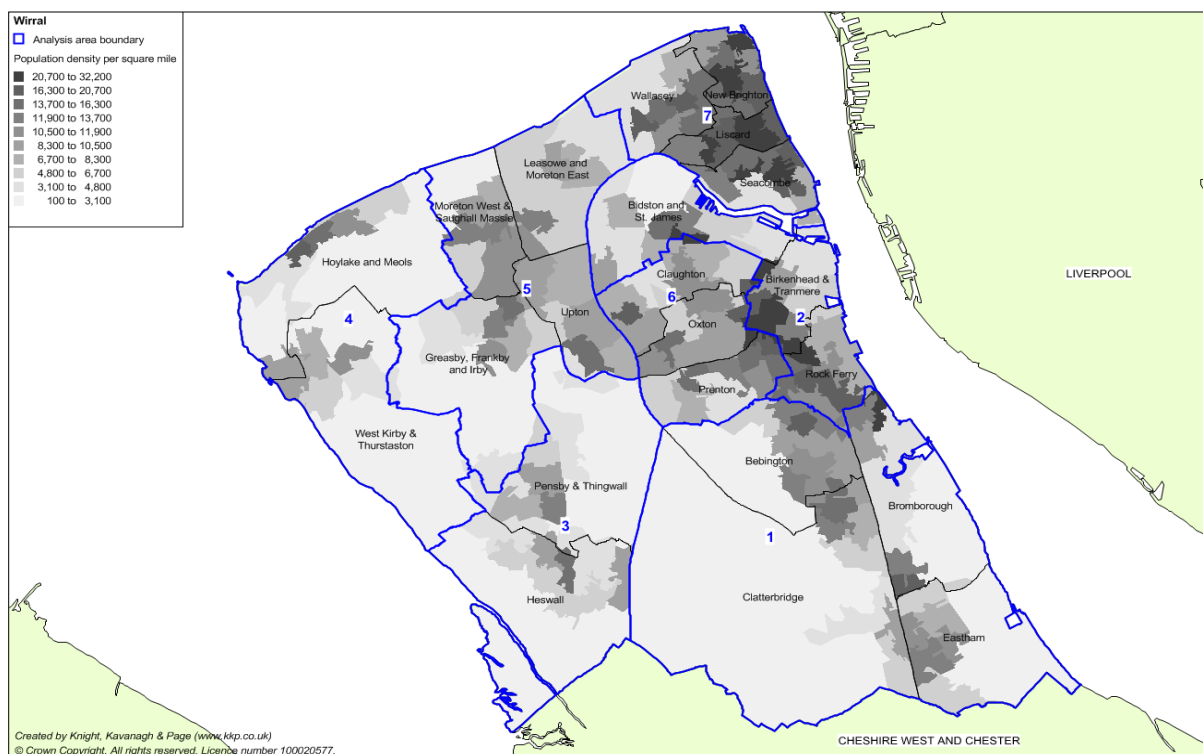 Wirral
Analysis area boundary
Population density per square mile
20,700 to 32,200
16,300 to 20,700
13,700 to 16,300
11,900 to 13,700
10,500 to 11,900
8,300 to 10,500
6,700 to 8,300
4,800 to 6,700
3,100 to 4,800
100 to 3,100
Wallasey
New Brighton
7
Liscard
Leasowe and
Moreton East
Seacombe
Moreton West &
Saughall Massie
Bidston and
St. James
Hoylake and Meols
Claughton
Birkenhead &
Tranmere
LIVERPOOL
5
6
4
Upton
Oxton
2
Greasby, Frankby
and Irby
Rock Ferry
Prenton
West Kirby &
Thurstaston
Bebington
Pensby & Thingwall
Bromborough
3
1
Heswall
Clatterbridge
Eastham
Created by Knight, Kavanagh & Page (www.kkp.co.uk)
© Crown Copyright. All rights reserved. Licence number 100020577.
CHESHIRE WEST AND CHESTER